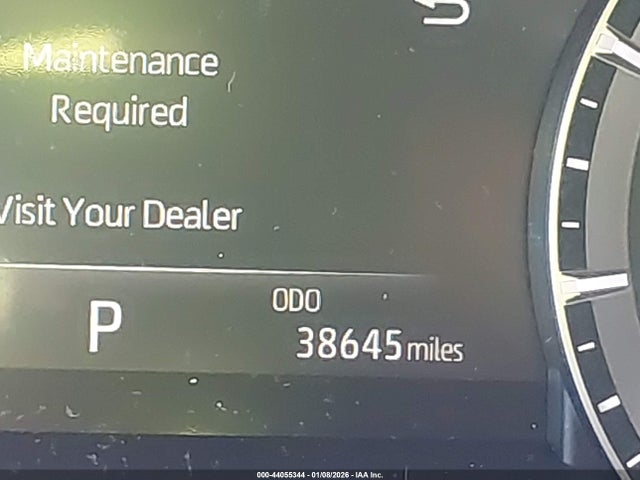 Maintenance
Required
Visit Your Dealer
P
ODO
38645 miles
000-44055344 - 01/08/2026 - IAA Inc.